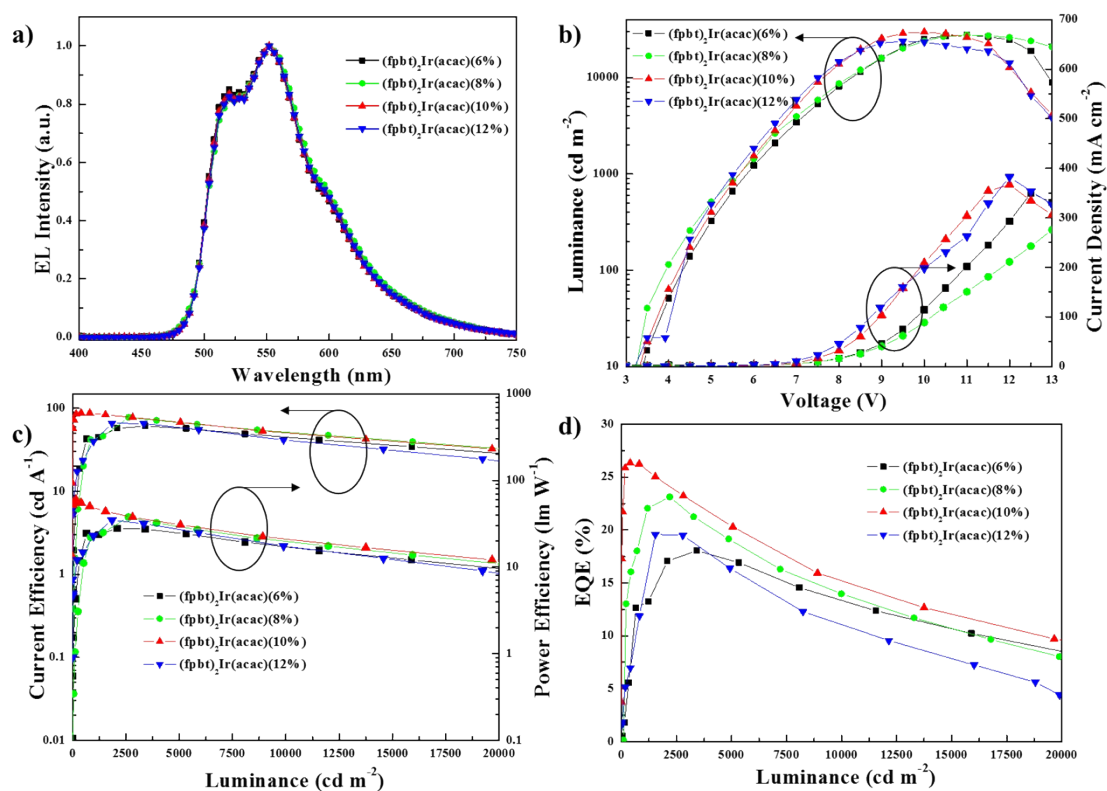 a)
EL Intensity (a.u.)
1.0
0.8
0.6
0.4
0.2
0.0
(fpbt)2Ir(acac)(6%)
(fpbt)2Ir(acac)(8%)
(fpbt)2Ir(acac)(10%)
(fpbt)2Ir(acac)(12%)
400 450 500 550 600 650 700 750
Wavelength (nm)
b)
Luminance (cd m-2)
10000
1000
100
10
(fpbt)2Ir(acac)(6%)
(fpbt)2Ir(acac)(8%)
(fpbt)2Ir(acac)(10%)
(fpbt)2Ir(acac)(12%)
700
600
500
400
300
200
100
0
Current Density (mA cm-2)
3 4 5 6 7 8 9 10 11 12 13
Voltage (V)
c)
Current Efficiency (cd A-1)
100
10
1
0.1
0.01
(fpbt)2Ir(acac)(6%)
(fpbt)2Ir(acac)(8%)
(fpbt)2Ir(acac)(10%)
(fpbt)2Ir(acac)(12%)
1000
100
10
1
0.1
Power Efficiency (lm W-1)
0 2500 5000 7500 10000 12500 15000 17500 20000
Luminance (cd m-2)
d)
EQE (%)
30
25
20
15
10
5
0
(fpbt)2Ir(acac)(6%)
(fpbt)2Ir(acac)(8%)
(fpbt)2Ir(acac)(10%)
(fpbt)2Ir(acac)(12%)
0 4000 8000 12000 16000 20000
Luminance (cd m-2)